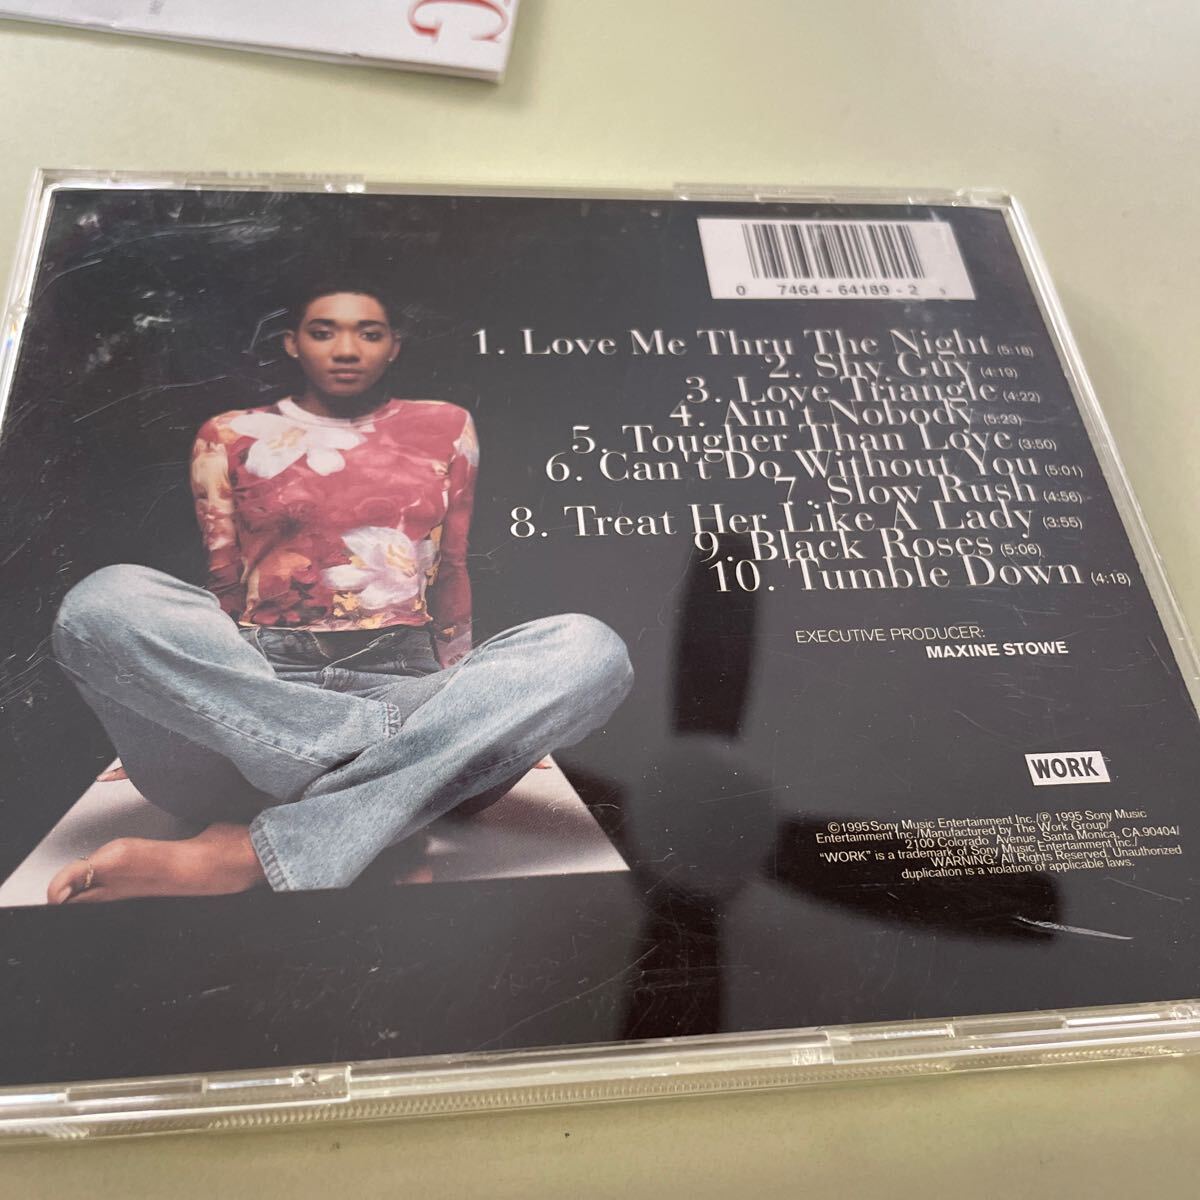 G
0 7464-64189-2 1
1. Love Me Thru The Night (5:18)
2. Shy Guy (4:19)
3. Love Triangle (4:22)
4. Ain't Nobody (5:23)
5. Tougher Than Love (3:50)
6. Can't Do Without You (5:01)
7. Slow Rush (4:56)
8. Treat Her Like A Lady (3:55)
9. Black Roses (5:06)
10. Tumble Down (4:18)
EXECUTIVE PRODUCER:
MAXINE STOWE
WORK
©1995 Sony Music Entertainment Inc./℗ 1995 Sony Music
Entertainment Inc./Manufactured by The Work Group/
2100 Colorado Avenue, Santa Monica, CA.90404/
"WORK" is a trademark of Sony Music Entertainment Inc./
WARNING: All Rights Reserved. Unauthorized
duplication is a violation of applicable laws.